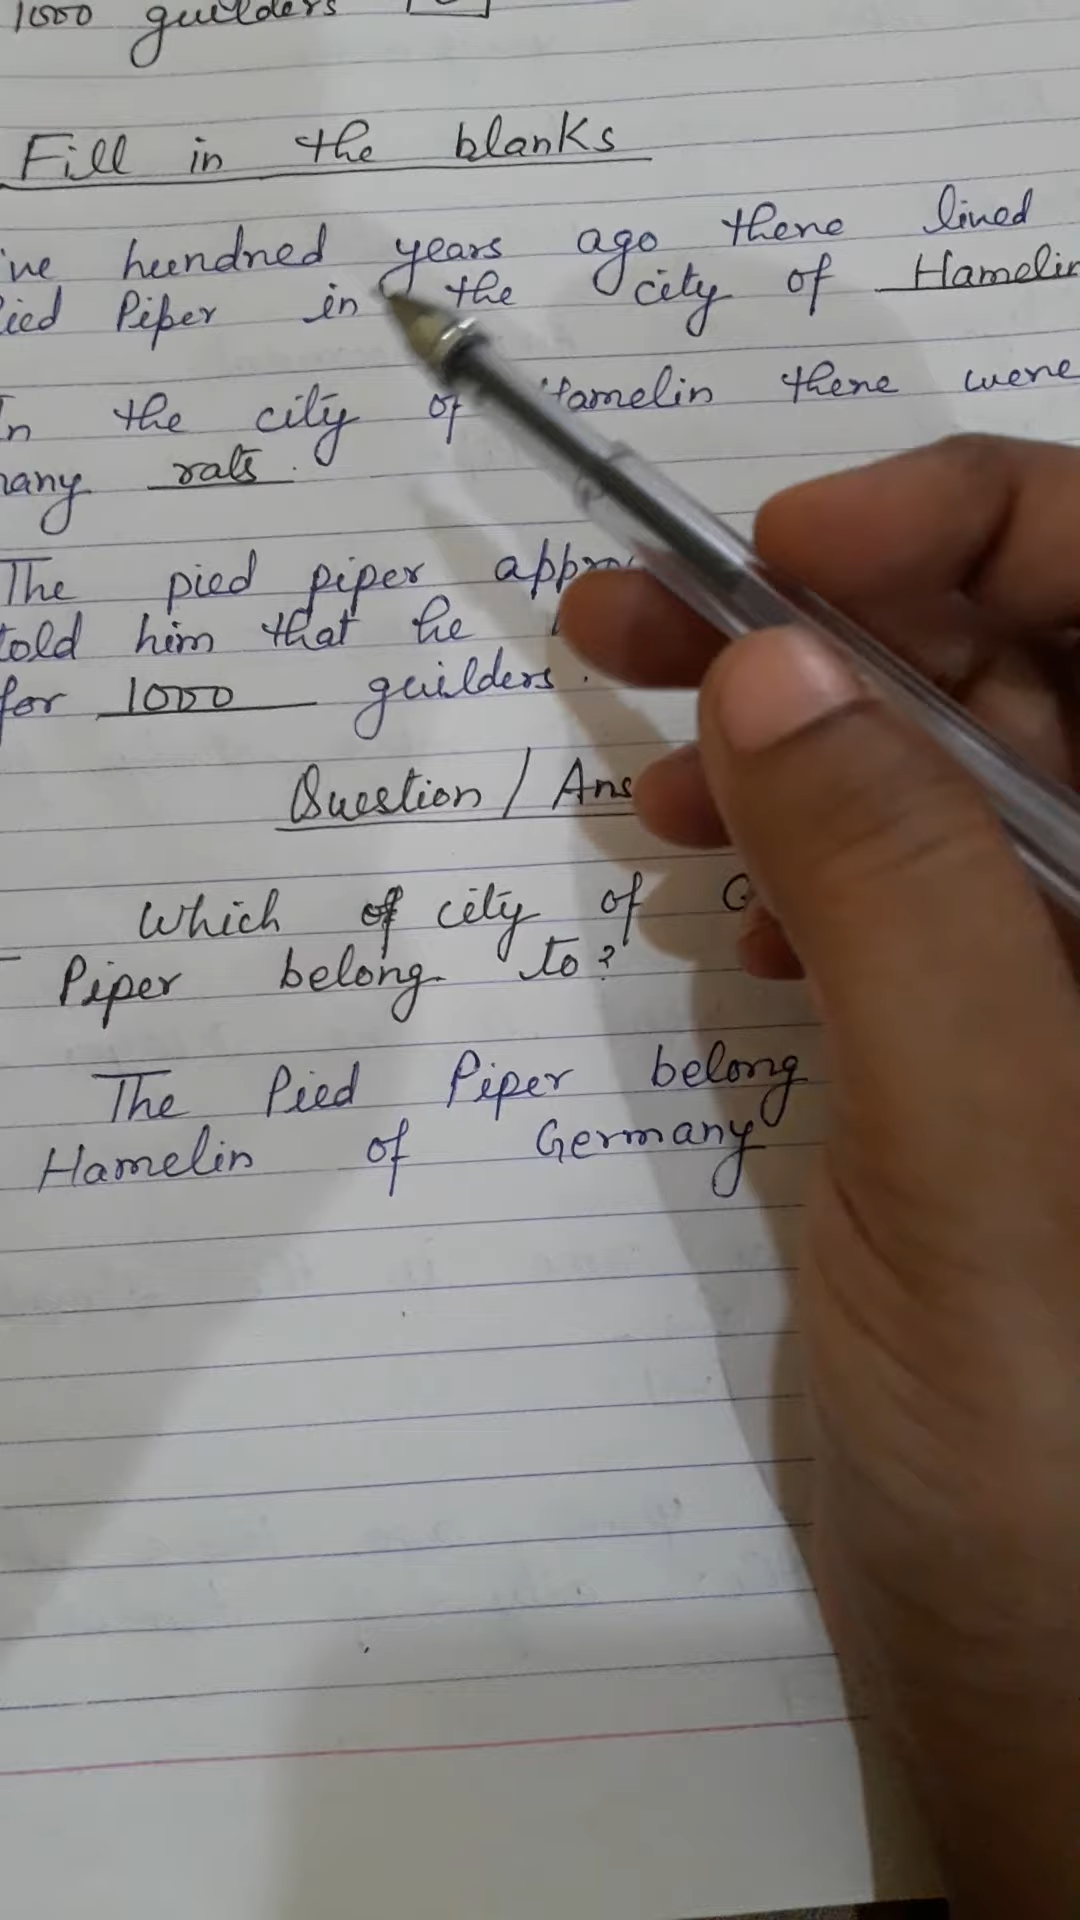 1000 guilders
Fill in the blanks
hundred years ago there lived
Piper in the city of Hamelin
the city of Hamelin there were
rats.
The pied piper
told him that he
for 1000 guilders.
Question / Ans
Which of city of G
Piper belong to?
The Pied Piper belong
Hamelin of Germany